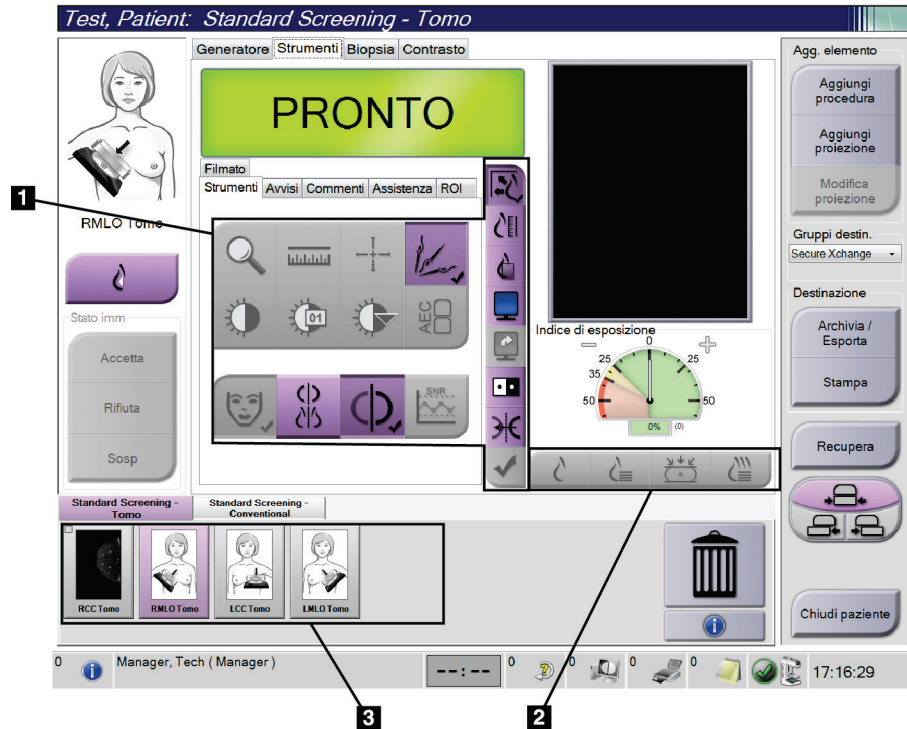 Test, Patient: Standard Screening - Tomo
Generatore Strumenti Biopsia Contrasto
PRONTO
Filmato
Strumenti Avvisi Commenti Assistenza ROI
1
RMLO Tomo
01
AEC
SNR
Stato imm
Accetta
Rifiuta
Sosp
Indice di esposizione
0
25
25
35
50
50
0%
(0)
Agg. elemento
Aggiungi
procedura
Aggiungi
proiezione
Modifica
proiezione
Gruppi destin.
Secure Xchange
Destinazione
Archivia /
Esporta
Stampa
Recupera
Chiudi paziente
Standard Screening -
Tomo
Standard Screening -
Conventional
RCC Tomo
RMLO Tomo
LCC Tomo
LMLO Tomo
0
Manager, Tech ( Manager )
--:--
0
0
0
0
17:16:29
3
2